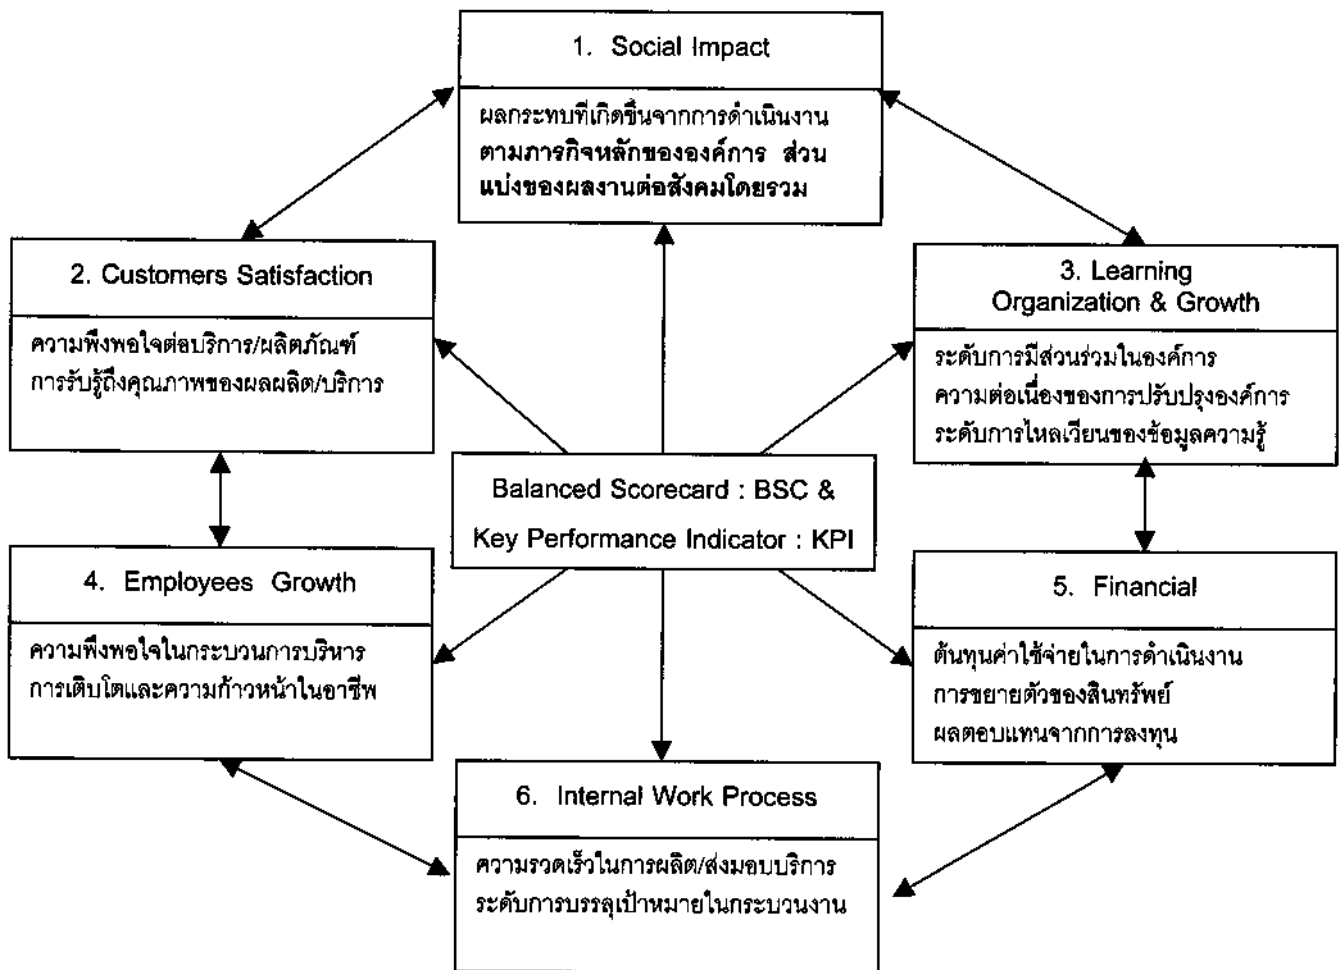 1. Social Impact
ผลกระทบที่เกิดขึ้นจากการดำเนินงาน
ตามภารกิจหลักขององค์การ ส่วน
แบ่งของผลงานต่อสังคมโดยรวม
2. Customers Satisfaction
ความพึงพอใจต่อบริการ/ผลิตภัณฑ์
การรับรู้ถึงคุณภาพของผลผลิต/บริการ
3. Learning
Organization & Growth
ระดับการมีส่วนร่วมในองค์การ
ความต่อเนื่องของการปรับปรุงองค์การ
ระดับการไหลเวียนของข้อมูลความรู้
Balanced Scorecard : BSC &
Key Performance Indicator : KPI
4. Employees Growth
ความพึงพอใจในกระบวนการบริหาร
การเติบโตและความก้าวหน้าในอาชีพ
5. Financial
ต้นทุนค่าใช้จ่ายในการดำเนินงาน
การขยายตัวของสินทรัพย์
ผลตอบแทนจากการลงทุน
6. Internal Work Process
ความรวดเร็วในการผลิต/ส่งมอบบริการ
ระดับการบรรลุเป้าหมายในกระบวนงาน